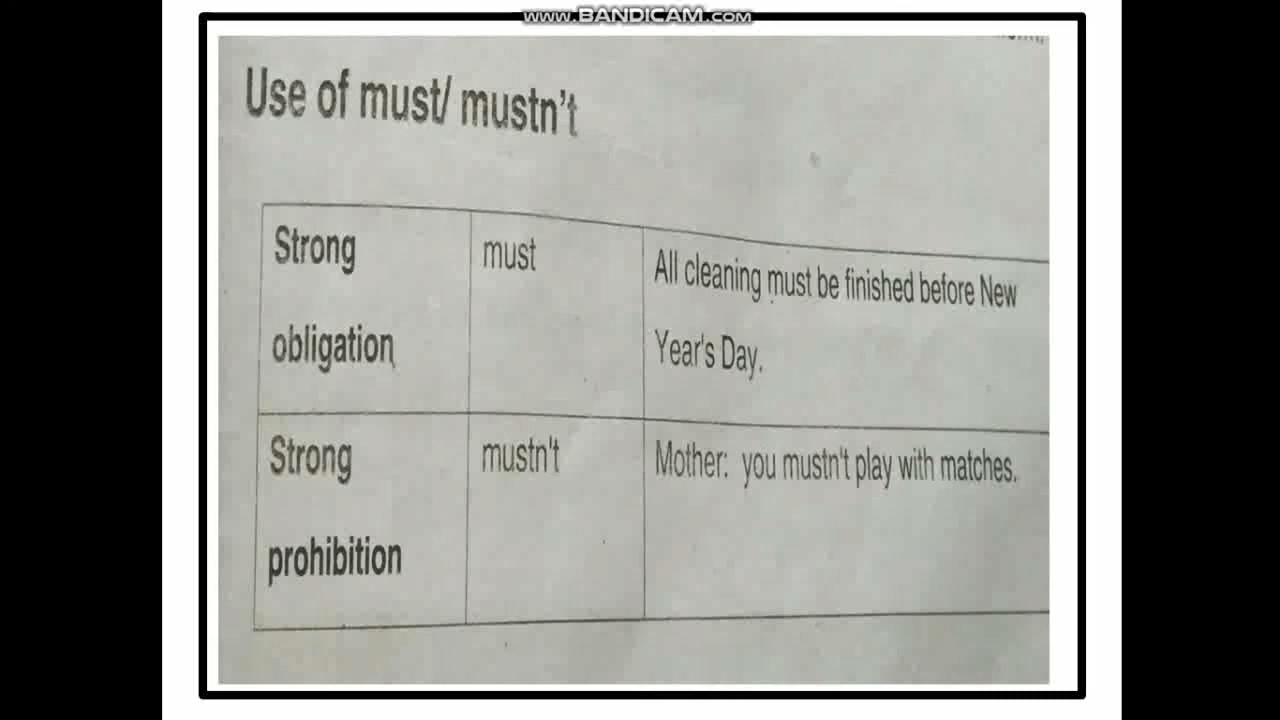 www.BANDICAM.com
Use of must/ mustn't
Strong
obligation
must
All cleaning must be finished before New
Year's Day.
Strong
prohibition
mustn't
Mother: you mustn't play with matches.